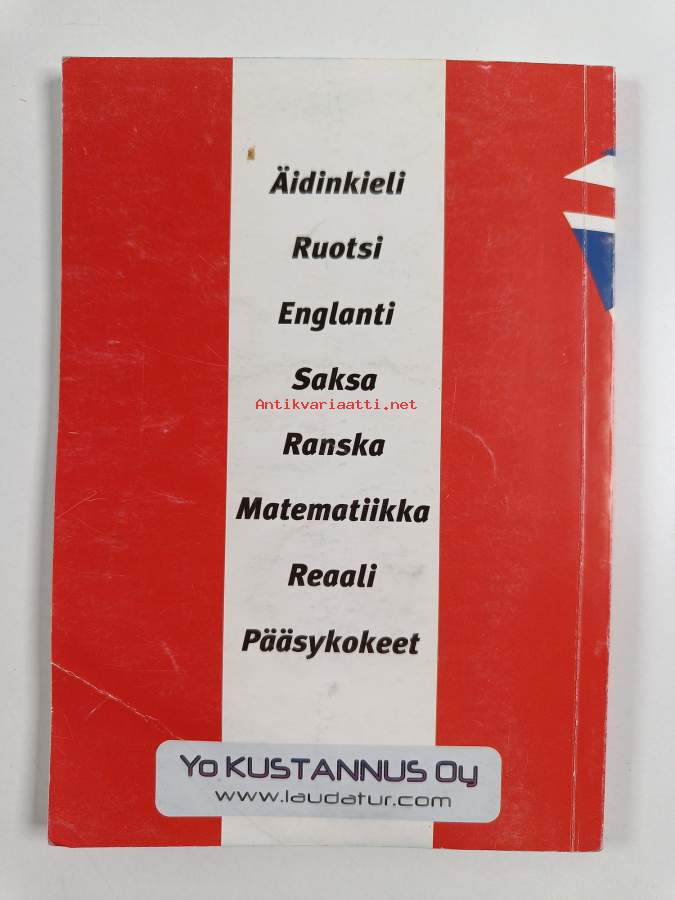 Äidinkieli
Ruotsi
Englanti
Saksa
Antikvariaatti.net
Ranska
Matematiikka
Reaali
Pääsykokeet
Yo KUSTANNUS Oy
www.laudatur.com